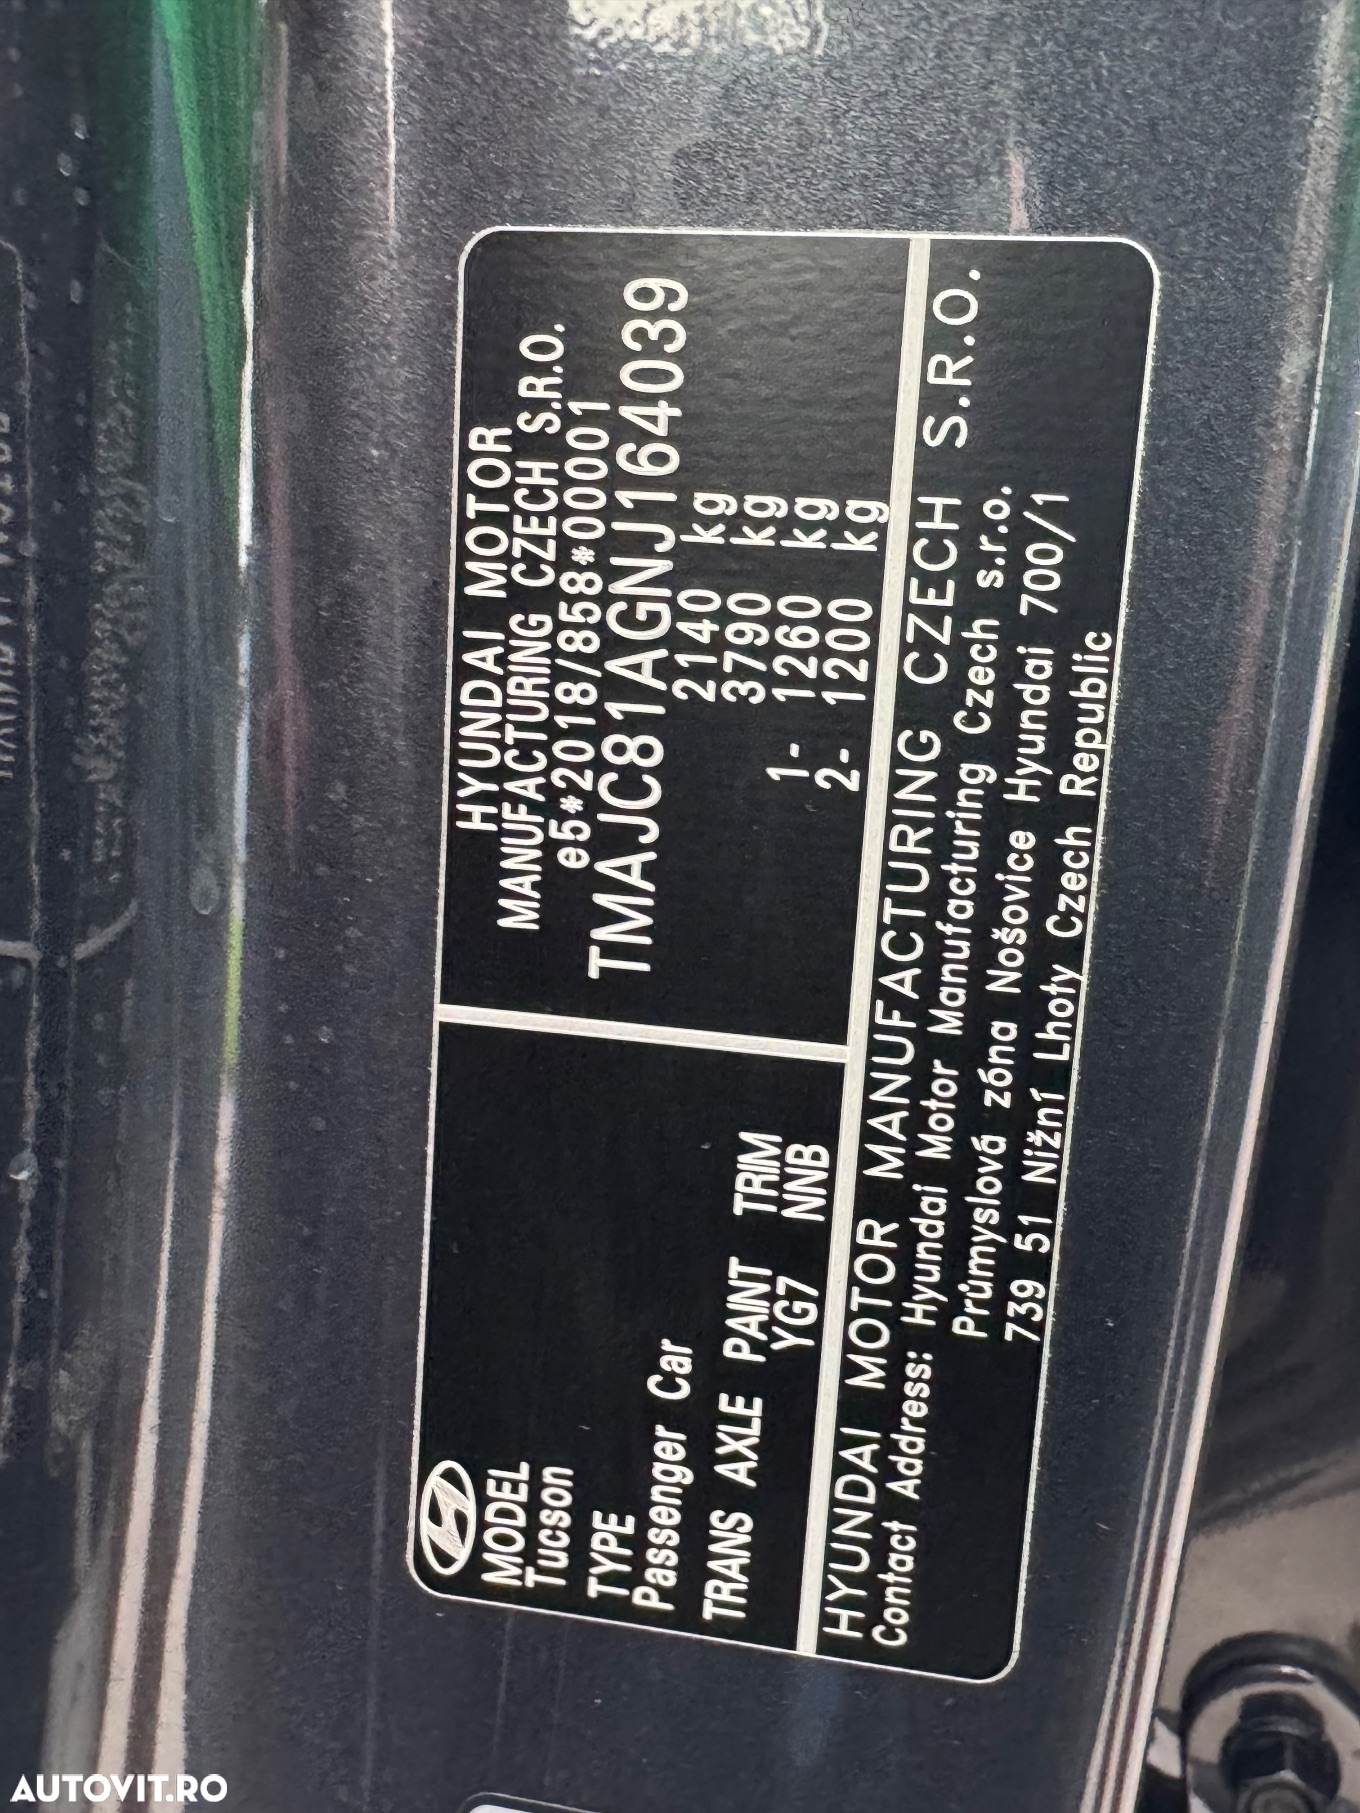 HYUNDAI MOTOR
MANUFACTURING CZECH S.R.O.
e5*2018/858*00001
TMAJC81AGNJ164039
2140 kg
3790 kg
1- 1260 kg
2- 1200 kg
MODEL
Tucson
TYPE
Passenger Car
TRANS AXLE PAINT TRIM
YG7 NNB
HYUNDAI MOTOR MANUFACTURING CZECH S.R.O.
Contact Address: Hyundai Motor Manufacturing Czech s.r.o.
Průmyslová zóna Nošovice Hyundai 700/1
739 51 Nižní Lhoty Czech Republic
AUTOVIT.RO